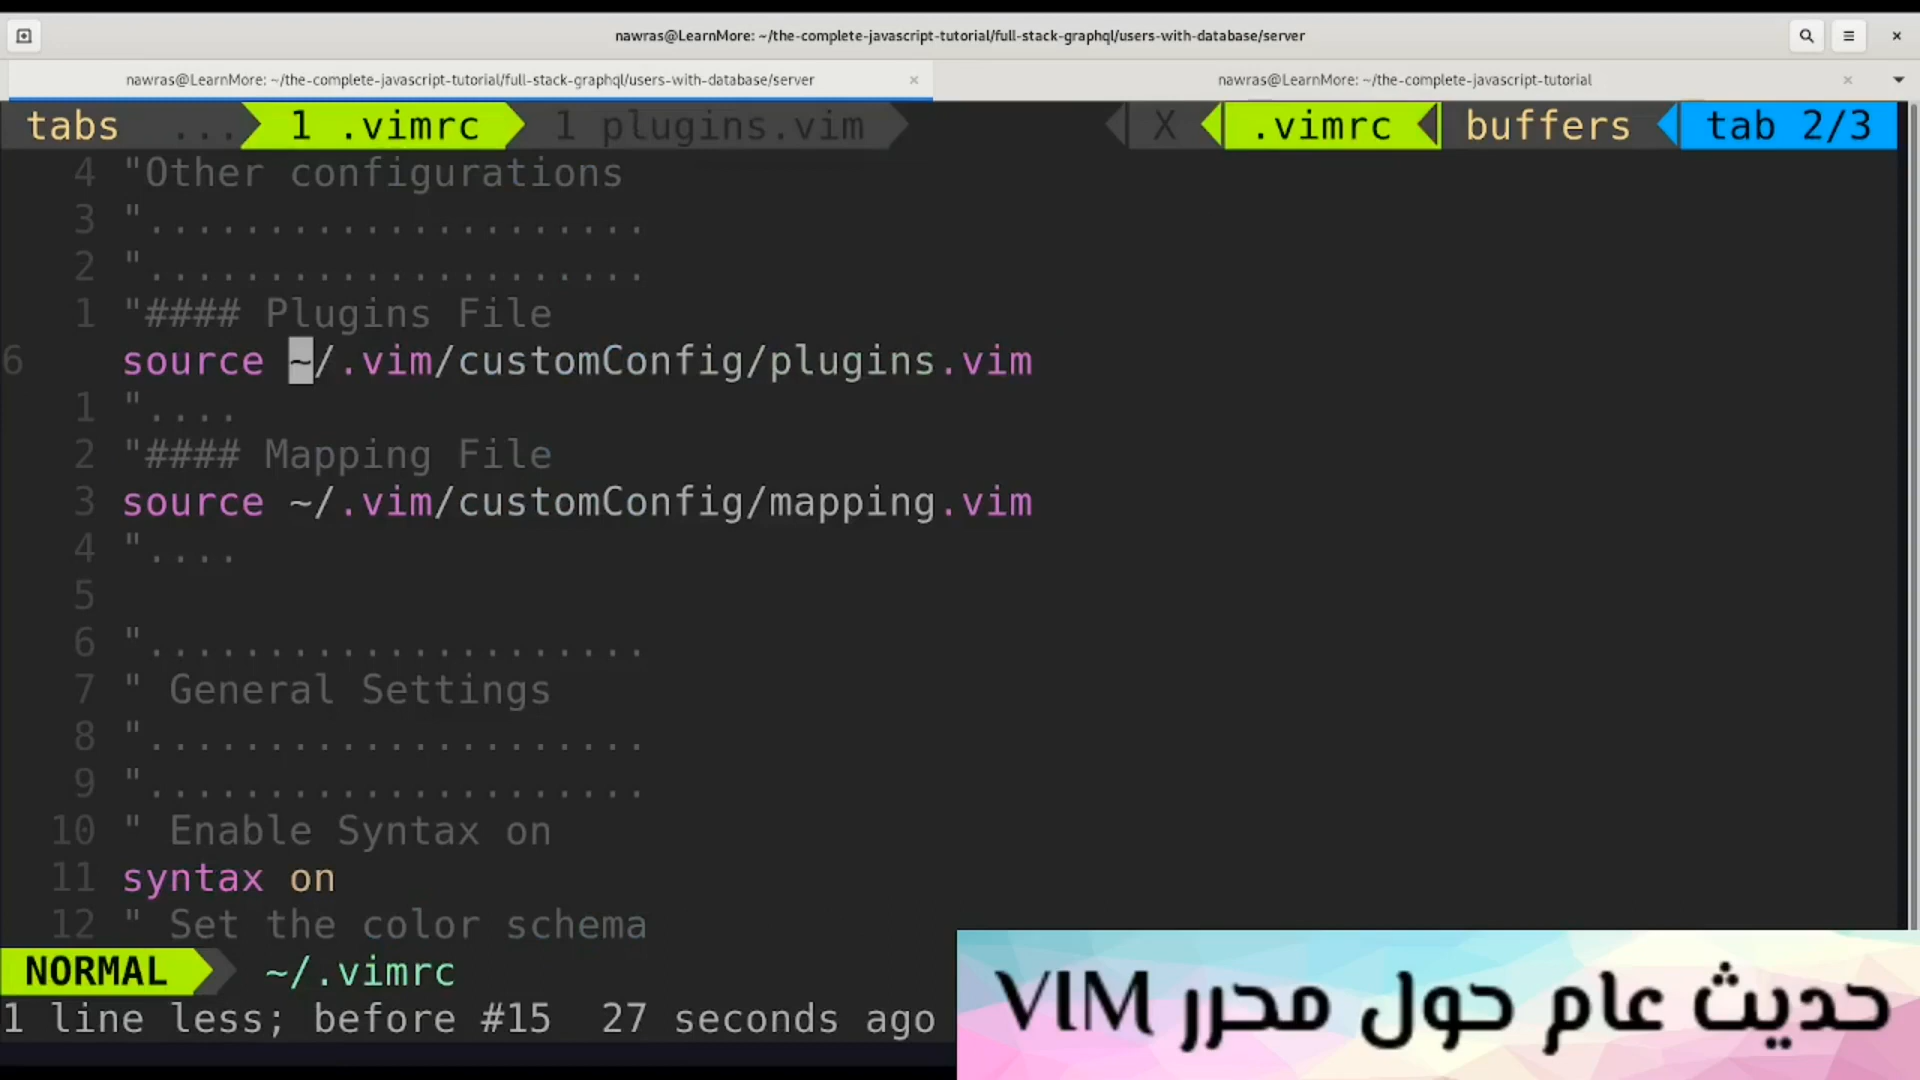 nawras@LearnMore: ~/the-complete-javascript-tutorial/full-stack-graphql/users-with-database/server
nawras@LearnMore: ~/the-complete-javascript-tutorial/full-stack-graphql/users-with-database/server × nawras@LearnMore: ~/the-complete-javascript-tutorial ×
tabs ... 1 .vimrc 1 plugins.vim X .vimrc buffers tab 2/3
4 "Other configurations
3 ".....................
2 ".....................
1 "#### Plugins File
6 source ~/.vim/customConfig/plugins.vim
1 "....
2 "#### Mapping File
3 source ~/.vim/customConfig/mapping.vim
4 "....
5
6 ".....................
7 " General Settings
8 ".....................
9 ".....................
10 " Enable Syntax on
11 syntax on
12 " Set the color schema
NORMAL ~/.vimrc
1 line less; before #15 27 seconds ago
حديث عام حول محرر VIM